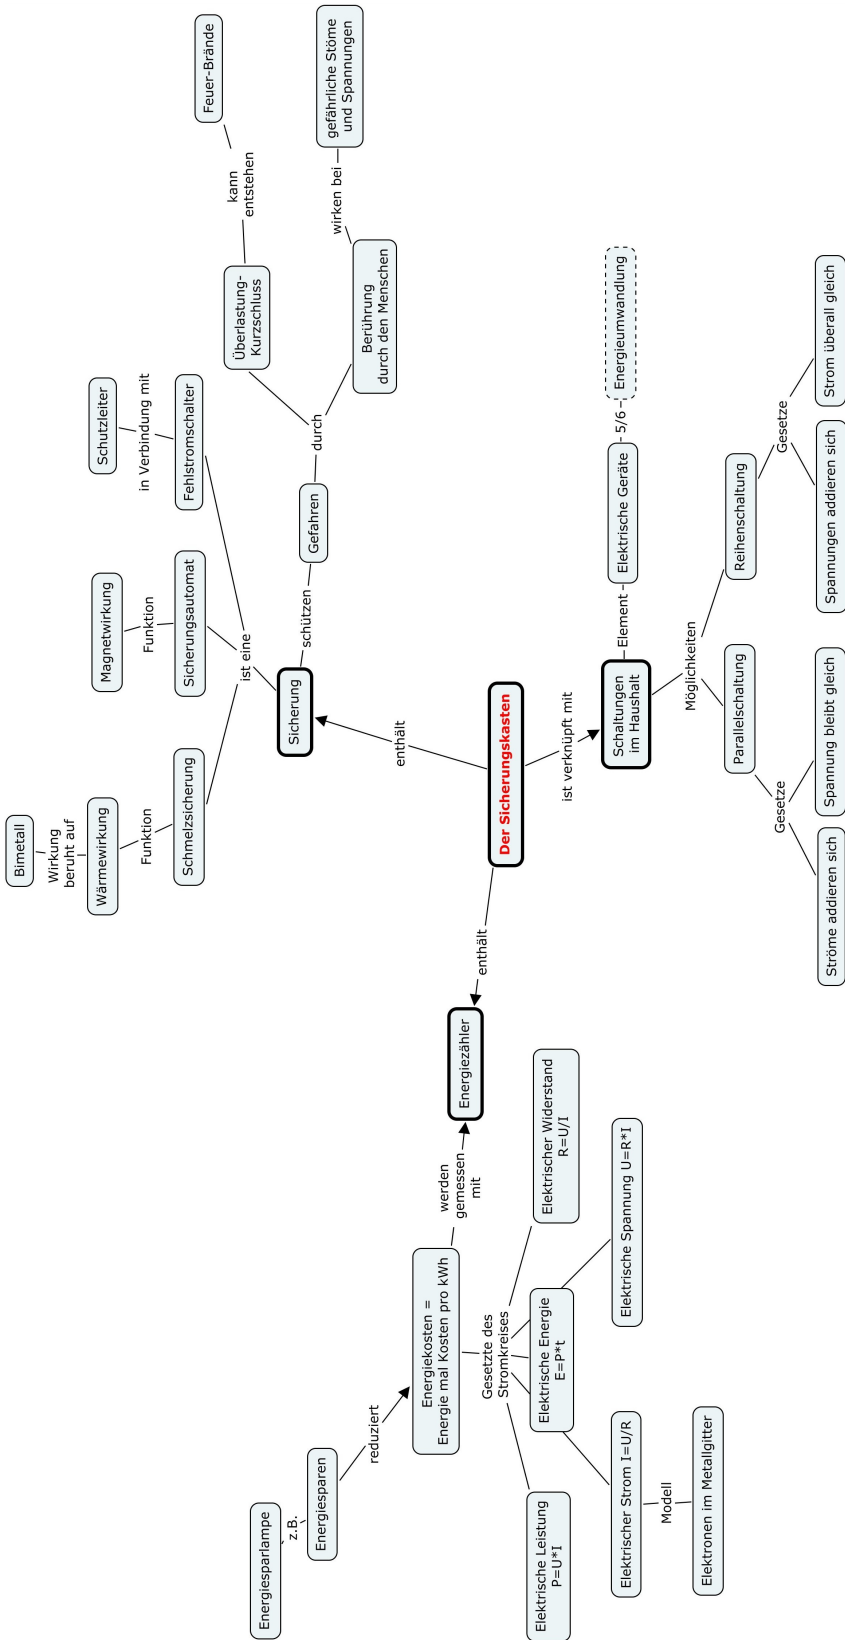 Bimetall
Wirkung
beruht auf
Wärmewirkung
Funktion
Schmelzsicherung
Magnetwirkung
Funktion
Sicherungsautomat
Schutzleiter
in Verbindung mit
Fehlstromschalter
ist eine
Sicherung
schützen
Gefahren
durch
Überlastung-
Kurzschluss
kann
entstehen
Feuer-Brände
Berührung
durch den Menschen
wirken bei
gefährliche Stöme
und Spannungen
enthält
Der Sicherungskasten
enthält
Energiezähler
werden
gemessen
mit
Energiekosten =
Energie mal Kosten pro kWh
reduziert
Energiesparen
z.B.
Energiesparlampe
Gesetzte des
Stromkreises
Elektrische Leistung
P=U*I
Elektrischer Strom I=U/R
Modell
Elektronen im Metallgitter
Elektrische Energie
E=P*t
Elektrische Spannung U=R*I
Elektrischer Widerstand
R=U/I
ist verknüpft mit
Schaltungen
im Haushalt
Element
Elektrische Geräte
5/6
Energieumwandlung
Möglichkeiten
Parallelschaltung
Gesetze
Ströme addieren sich
Spannung bleibt gleich
Reihenschaltung
Gesetze
Spannungen addieren sich
Strom überall gleich